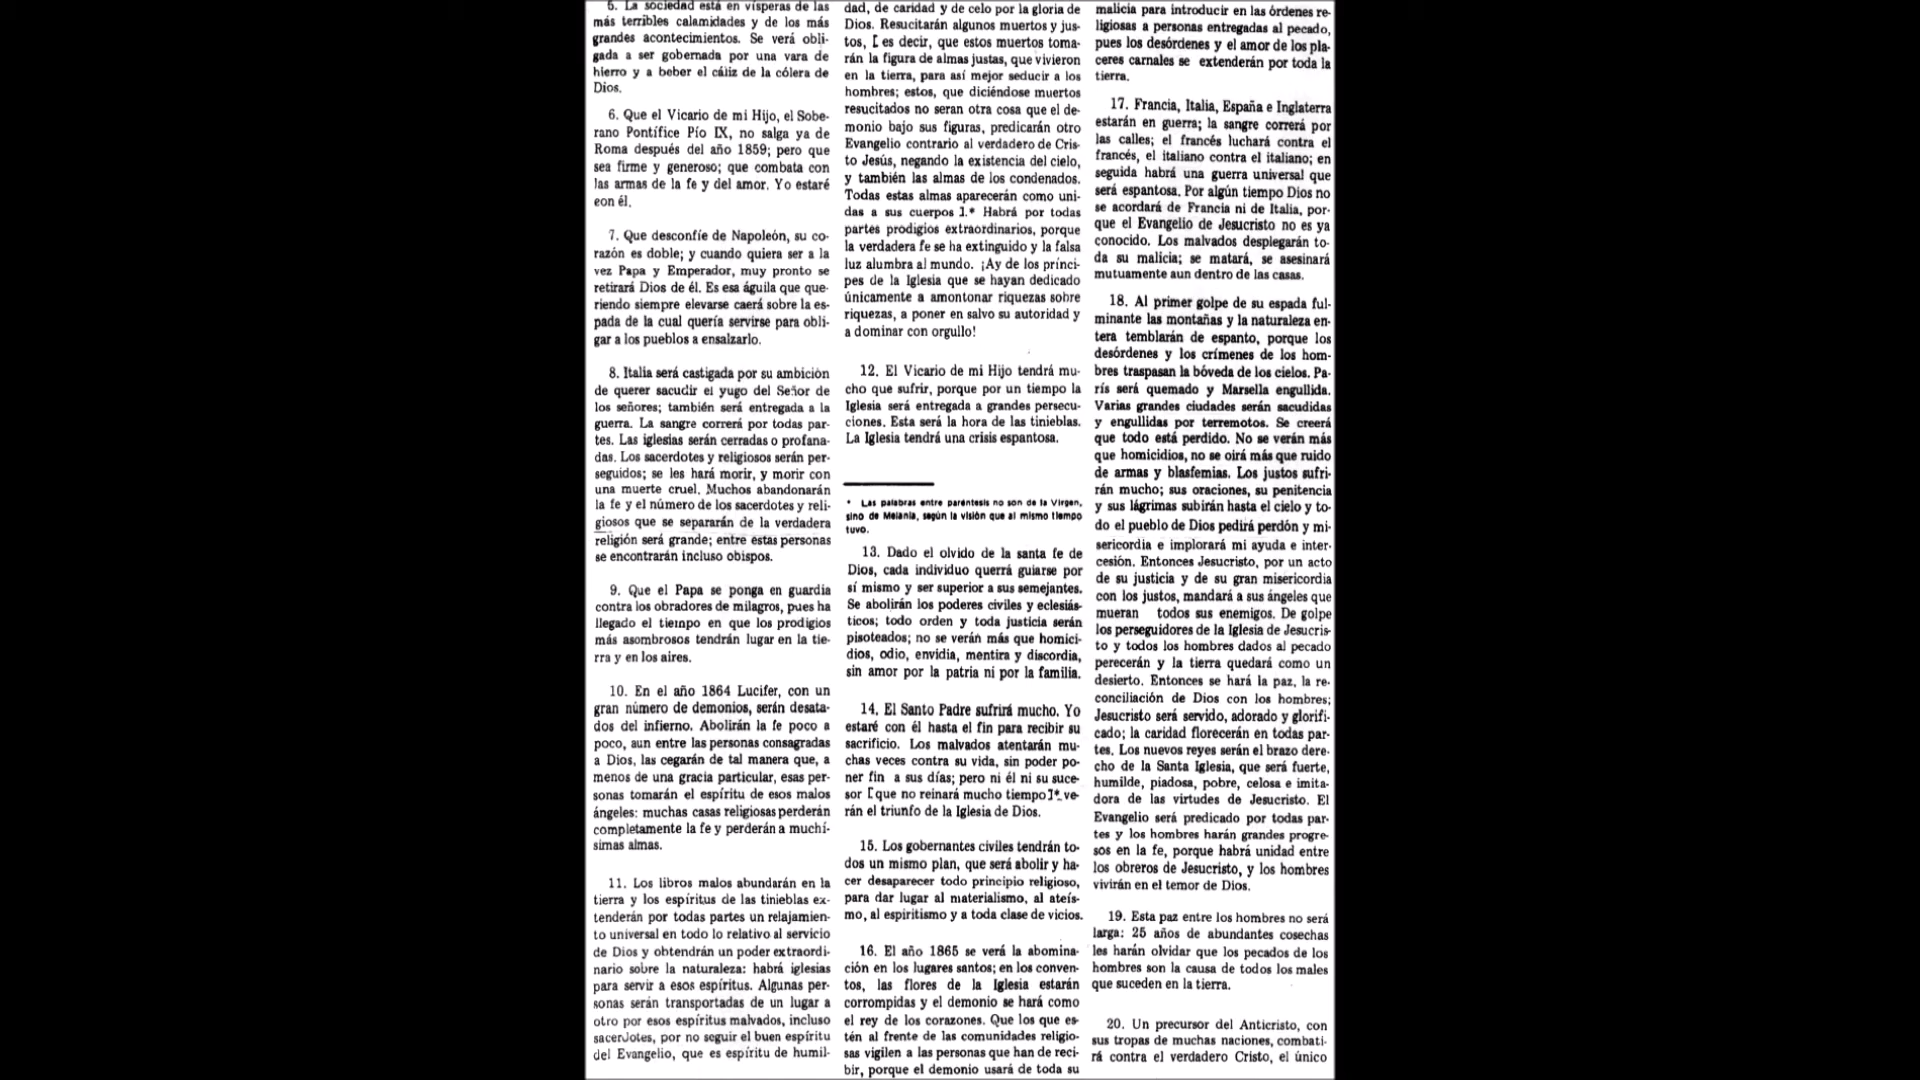 5. La sociedad está en vísperas de las
más terribles calamidades y de los más
grandes acontecimientos. Se verá obli-
gada a ser gobernada por una vara de
hierro y a beber el cáliz de la cólera de
Dios.
6. Que el Vicario de mi Hijo, el Sobe-
rano Pontífice Pío IX, no salga ya de
Roma después del año 1859; pero que
sea firme y generoso; que combata con
las armas de la fe y del amor. Yo estaré
eon él.
7. Que desconfíe de Napoleón, su co-
razón es doble; y cuando quiera ser a la
vez Papa y Emperador, muy pronto se
retirará Dios de él. Es esa águila que que-
riendo siempre elevarse caerá sobre la es-
pada de la cual quería servirse para obli-
gar a los pueblos a ensalzarlo.
8. Italia será castigada por su ambición
de querer sacudir el yugo del Señor de
los señores; también será entregada a la
guerra. La sangre correrá por todas par-
tes. Las iglesias serán cerradas o profana-
das. Los sacerdotes y religiosos serán per-
seguidos; se les hará morir, y morir con
una muerte cruel. Muchos abandonarán
la fe y el número de los sacerdotes y reli-
giosos que se separarán de la verdadera
religión será grande; entre estas personas
se encontrarán incluso obispos.
9. Que el Papa se ponga en guardia
contra los obradores de milagros, pues ha
llegado el tiempo en que los prodigios
más asombrosos tendrán lugar en la tie-
rra y en los aires.
10. En el año 1864 Lucifer, con un
gran número de demonios, serán desata-
dos del infierno. Abolirán la fe poco a
poco, aun entre las personas consagradas
a Dios, las cegarán de tal manera que, a
menos de una gracia particular, esas per-
sonas tomarán el espíritu de esos malos
ángeles: muchas casas religiosas perderán
completamente la fe y perderán a muchí-
simas almas.
11. Los libros malos abundarán en la
tierra y los espíritus de las tinieblas ex-
tenderán por todas partes un relajamien-
to universal en todo lo relativo al servicio
de Dios y obtendrán un poder extraordi-
nario sobre la naturaleza: habrá iglesias
para servir a esos espíritus. Algunas per-
sonas serán transportadas de un lugar a
otro por esos espíritus malvados, incluso
sacerdotes, por no seguir el buen espíritu
del Evangelio, que es espíritu de humil-
dad, de caridad y de celo por la gloria de
Dios. Resucitarán algunos muertos y jus-
tos, [ es decir, que estos muertos toma-
rán la figura de almas justas, que vivieron
en la tierra, para así mejor seducir a los
hombres; estos, que diciéndose muertos
resucitados no seran otra cosa que el de-
monio bajo sus figuras, predicarán otro
Evangelio contrario al verdadero de Cris-
to Jesús, negando la existencia del cielo,
y también las almas de los condenados.
Todas estas almas aparecerán como uni-
das a sus cuerpos ].* Habrá por todas
partes prodigios extraordinarios, porque
la verdadera fe se ha extinguido y la falsa
luz alumbra al mundo. ¡Ay de los prínci-
pes de la Iglesia que se hayan dedicado
únicamente a amontonar riquezas sobre
riquezas, a poner en salvo su autoridad y
a dominar con orgullo!
12. El Vicario de mi Hijo tendrá mu-
cho que sufrir, porque por un tiempo la
Iglesia será entregada a grandes persecu-
ciones. Esta será la hora de las tinieblas.
La Iglesia tendrá una crisis espantosa.
* Las palabras entre paréntesis no son de la Virgen,
sino de Melania, según la visión que al mismo tiempo
tuvo.
13. Dado el olvido de la santa fe de
Dios, cada individuo querrá guiarse por
sí mismo y ser superior a sus semejantes.
Se abolirán los poderes civiles y eclesiás-
ticos; todo orden y toda justicia serán
pisoteados; no se verán más que homici-
dios, odio, envidia, mentira y discordia,
sin amor por la patria ni por la familia.
14. El Santo Padre sufrirá mucho. Yo
estaré con él hasta el fin para recibir su
sacrificio. Los malvados atentarán mu-
chas veces contra su vida, sin poder po-
ner fin a sus días; pero ni él ni su suce-
sor [ que no reinará mucho tiempo ]* ve-
rán el triunfo de la Iglesia de Dios.
15. Los gobernantes civiles tendrán to-
dos un mismo plan, que será abolir y ha-
cer desaparecer todo principio religioso,
para dar lugar al materialismo, al ateís-
mo, al espiritismo y a toda clase de vicios.
16. El año 1865 se verá la abomina-
ción en los lugares santos; en los conven-
tos, las flores de la Iglesia estarán
corrompidas y el demonio se hará como
el rey de los corazones. Que los que es-
tén al frente de las comunidades religio-
sas vigilen a las personas que han de reci-
bir, porque el demonio usará de toda su
malicia para introducir en las órdenes re-
ligiosas a personas entregadas al pecado,
pues los desórdenes y el amor de los pla-
ceres carnales se extenderán por toda la
tierra.
17. Francia, Italia, España e Inglaterra
estarán en guerra; la sangre correrá por
las calles; el francés luchará contra el
francés, el italiano contra el italiano; en
seguida habrá una guerra universal que
será espantosa. Por algún tiempo Dios no
se acordará de Francia ni de Italia, por-
que el Evangelio de Jesucristo no es ya
conocido. Los malvados desplegarán to-
da su malicia; se matará, se asesinará
mutuamente aun dentro de las casas.
18. Al primer golpe de su espada ful-
minante las montañas y la naturaleza en-
tera temblarán de espanto, porque los
desórdenes y los crímenes de los hom-
bres traspasan la bóveda de los cielos. Pa-
rís será quemado y Marsella engullida.
Varias grandes ciudades serán sacudidas
y engullidas por terremotos. Se creerá
que todo está perdido. No se verán más
que homicidios, no se oirá más que ruido
de armas y blasfemias. Los justos sufri-
rán mucho; sus oraciones, su penitencia
y sus lágrimas subirán hasta el cielo y to-
do el pueblo de Dios pedirá perdón y mi-
sericordia e implorará mi ayuda e inter-
cesión. Entonces Jesucristo, por un acto
de su justicia y de su gran misericordia
con los justos, mandará a sus ángeles que
mueran todos sus enemigos. De golpe
los perseguidores de la Iglesia de Jesucris-
to y todos los hombres dados al pecado
perecerán y la tierra quedará como un
desierto. Entonces se hará la paz, la re-
conciliación de Dios con los hombres;
Jesucristo será servido, adorado y glorifi-
cado; la caridad florecerán en todas par-
tes. Los nuevos reyes serán el brazo dere-
cho de la Santa Iglesia, que será fuerte,
humilde, piadosa, pobre, celosa e imita-
dora de las virtudes de Jesucristo. El
Evangelio será predicado por todas par-
tes y los hombres harán grandes progre-
sos en la fe, porque habrá unidad entre
los obreros de Jesucristo, y los hombres
vivirán en el temor de Dios.
19. Esta paz entre los hombres no será
larga: 25 años de abundantes cosechas
les harán olvidar que los pecados de los
hombres son la causa de todos los males
que suceden en la tierra.
20. Un precursor del Anticristo, con
sus tropas de muchas naciones, combati-
rá contra el verdadero Cristo, el único